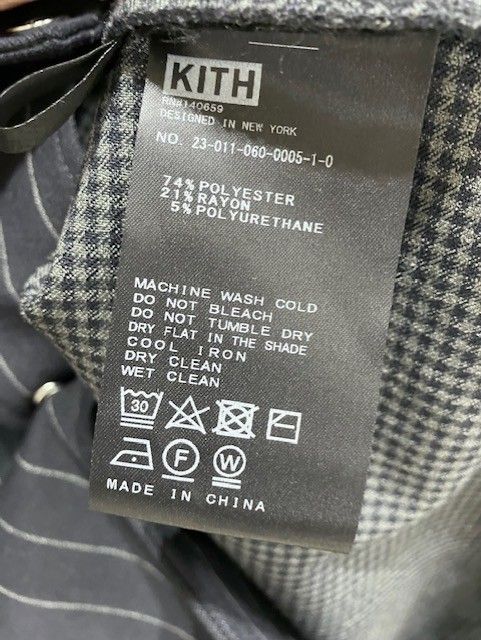 KITH
RN#140659
DESIGNED IN NEW YORK
NO. 23-011-060-0005-1-0
74% POLYESTER
21% RAYON
5% POLYURETHANE
MACHINE WASH COLD
DO NOT BLEACH
DO NOT TUMBLE DRY
DRY FLAT IN THE SHADE
COOL IRON
DRY CLEAN
WET CLEAN
30
F W
MADE IN CHINA